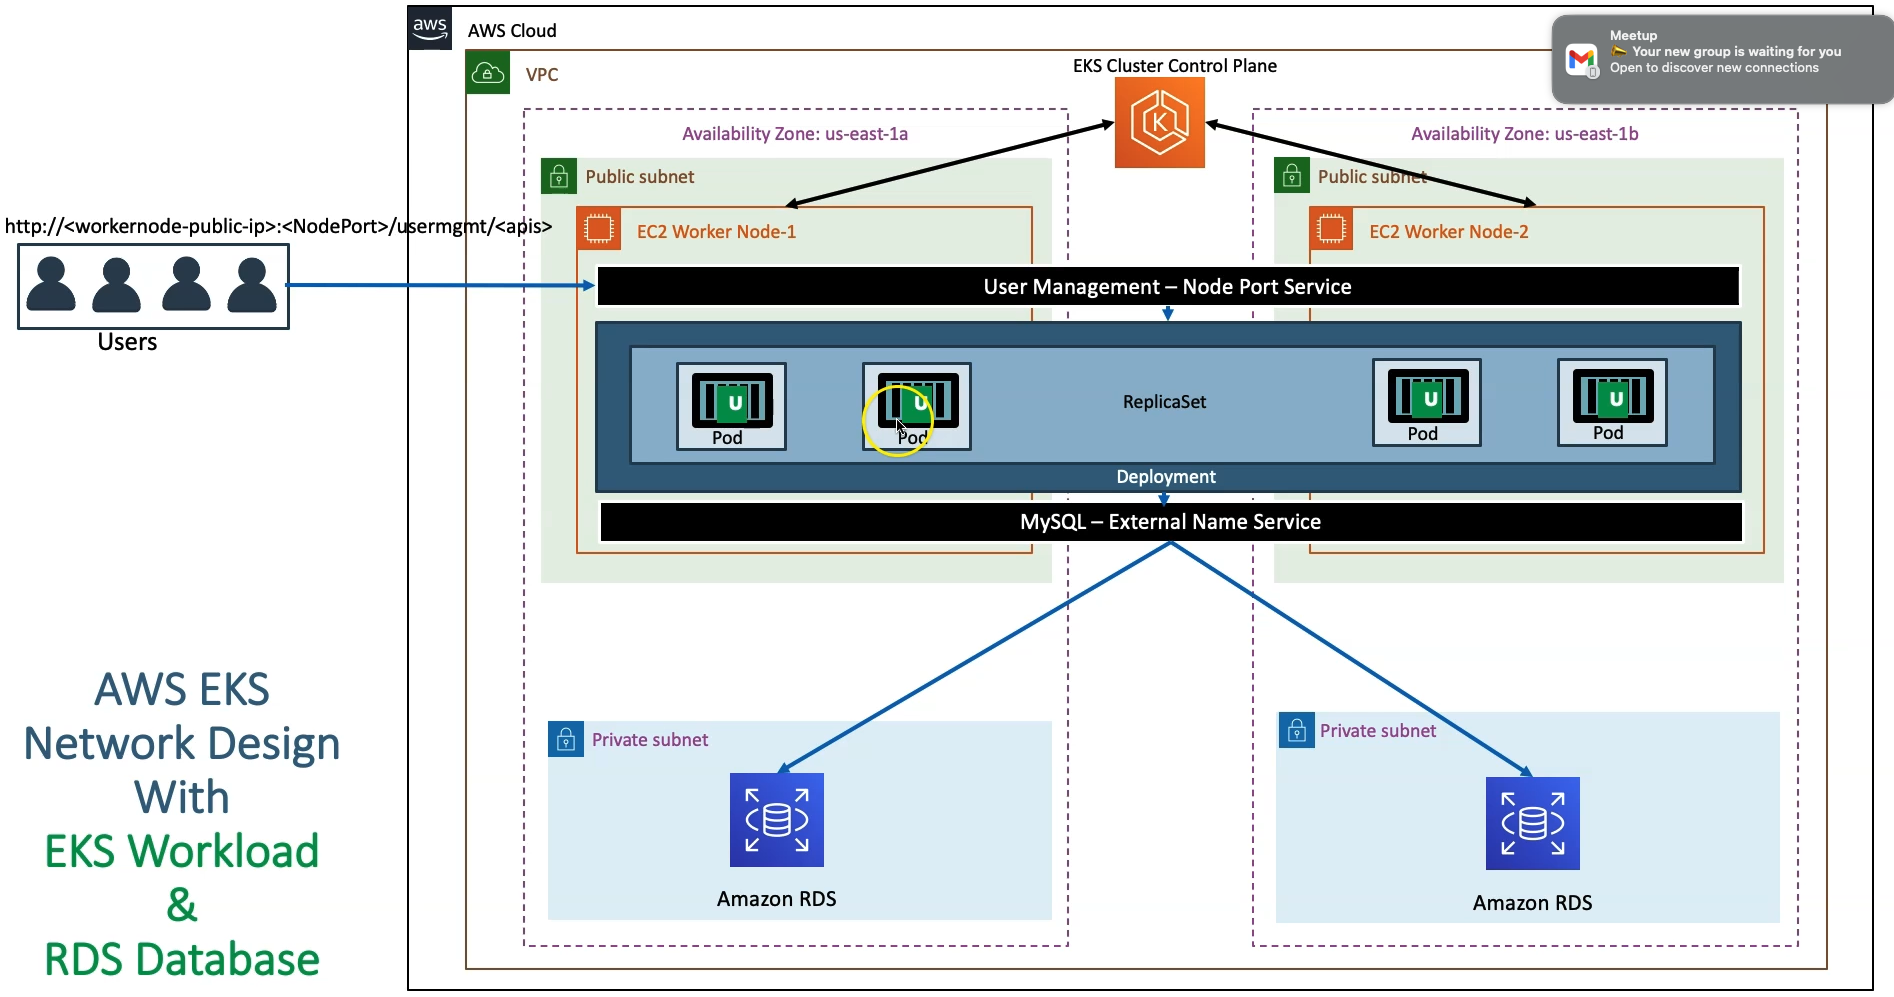 aws
AWS Cloud
Meetup
Your new group is waiting for you
Open to discover new connections
VPC
EKS Cluster Control Plane
K
Availability Zone: us-east-1a
Availability Zone: us-east-1b
Public subnet
Public subnet
http://<workernode-public-ip>:<NodePort>/usermgmt/<apis>
EC2 Worker Node-1
EC2 Worker Node-2
User Management – Node Port Service
Users
U
U
U
U
ReplicaSet
Pod
Pod
Pod
Pod
Deployment
MySQL – External Name Service
AWS EKS
Network Design
With
EKS Workload
&
RDS Database
Private subnet
Private subnet
Amazon RDS
Amazon RDS